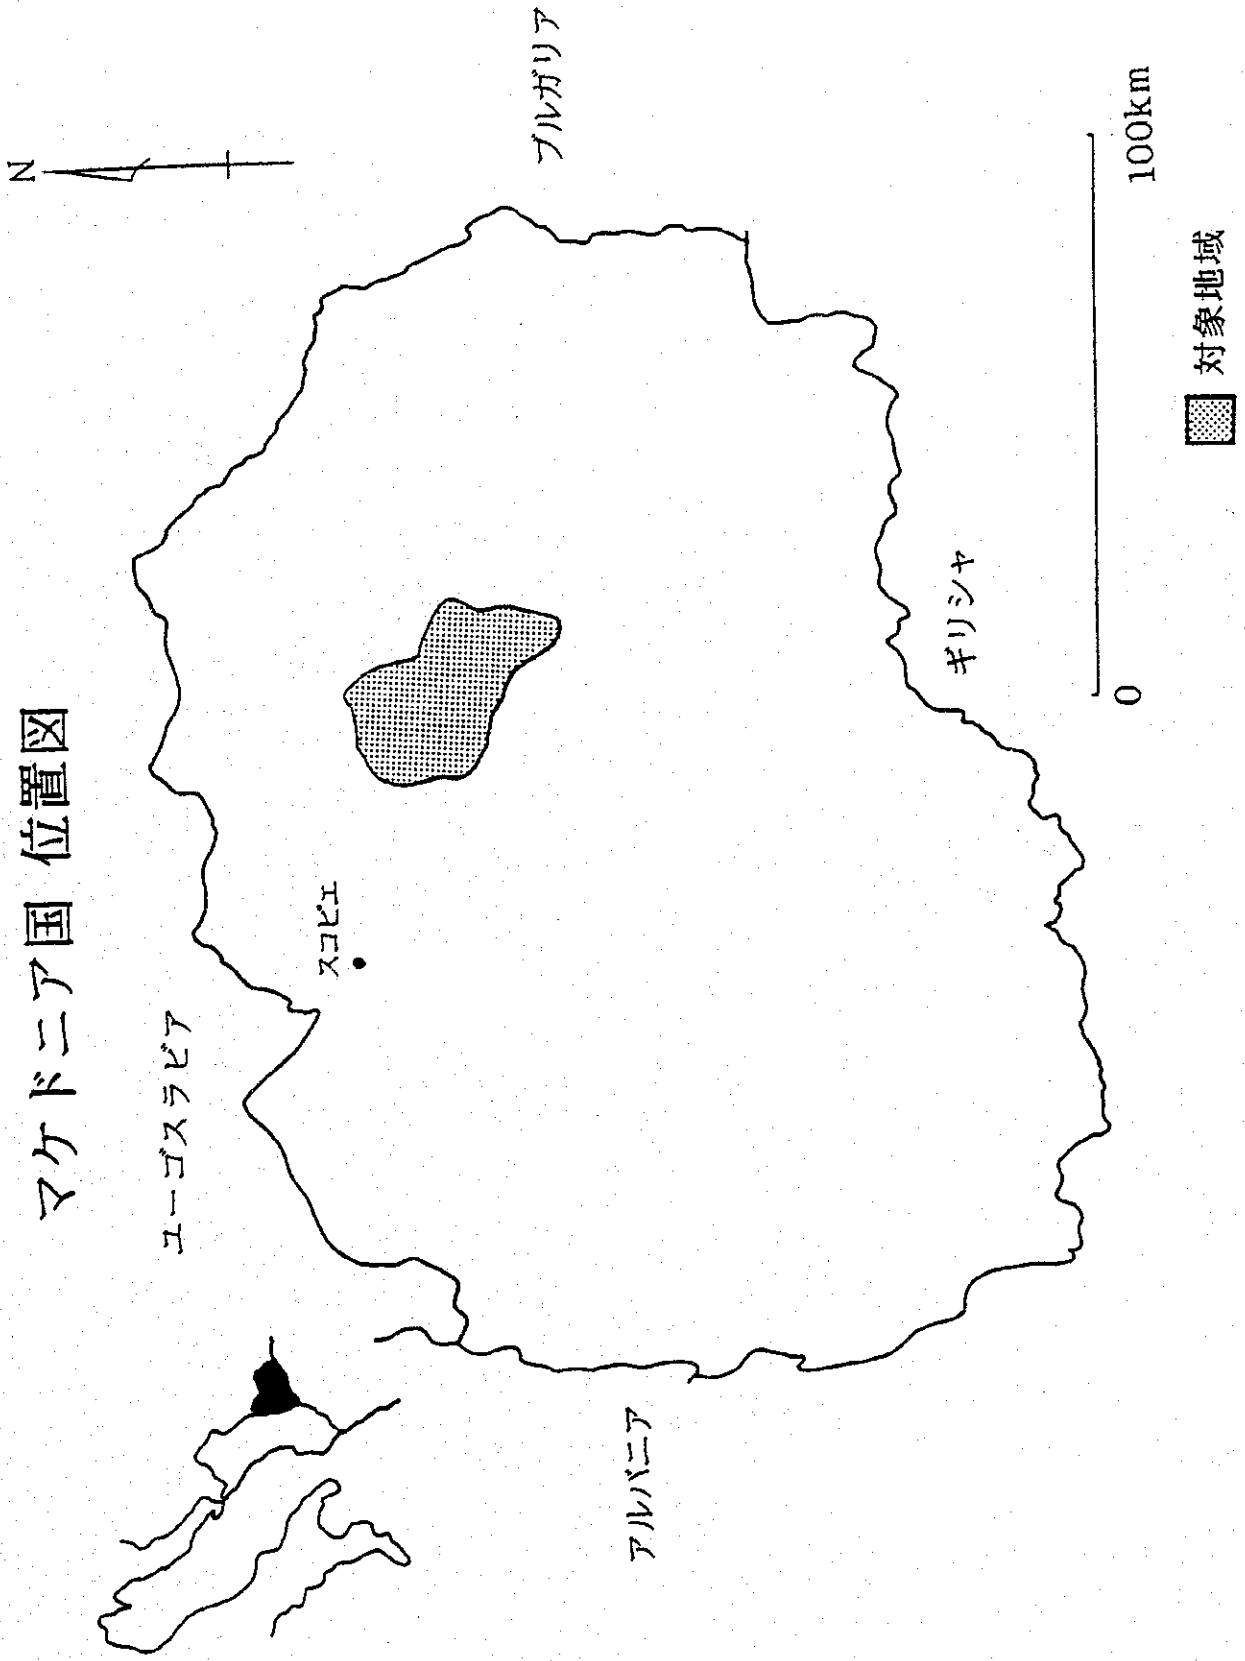 マケドニア国 位置図
N
ユーゴスラビア
スコピエ
ブルガリア
アルバニア
ギリシャ
0 100km
対象地域